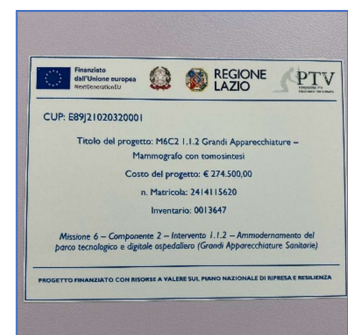 Finanziato
dall'Unione europea
NextGenerationEU
REGIONE
LAZIO
PTV
CUP: E89J21020320001
Titolo del progetto: M6C2 1.1.2 Grandi Apparecchiature –
Mammografo con tomosintesi
Costo del progetto: € 274.500,00
n. Matricola: 2414115620
Inventario: 0013647
Missione 6 – Componente 2 – Intervento 1.1.2 – Ammodernamento del
parco tecnologico e digitale ospedaliero (Grandi Apparecchiature Sanitarie)
PROGETTO FINANZIATO CON RISORSE A VALERE SUL PIANO NAZIONALE DI RIPRESA E RESILIENZA